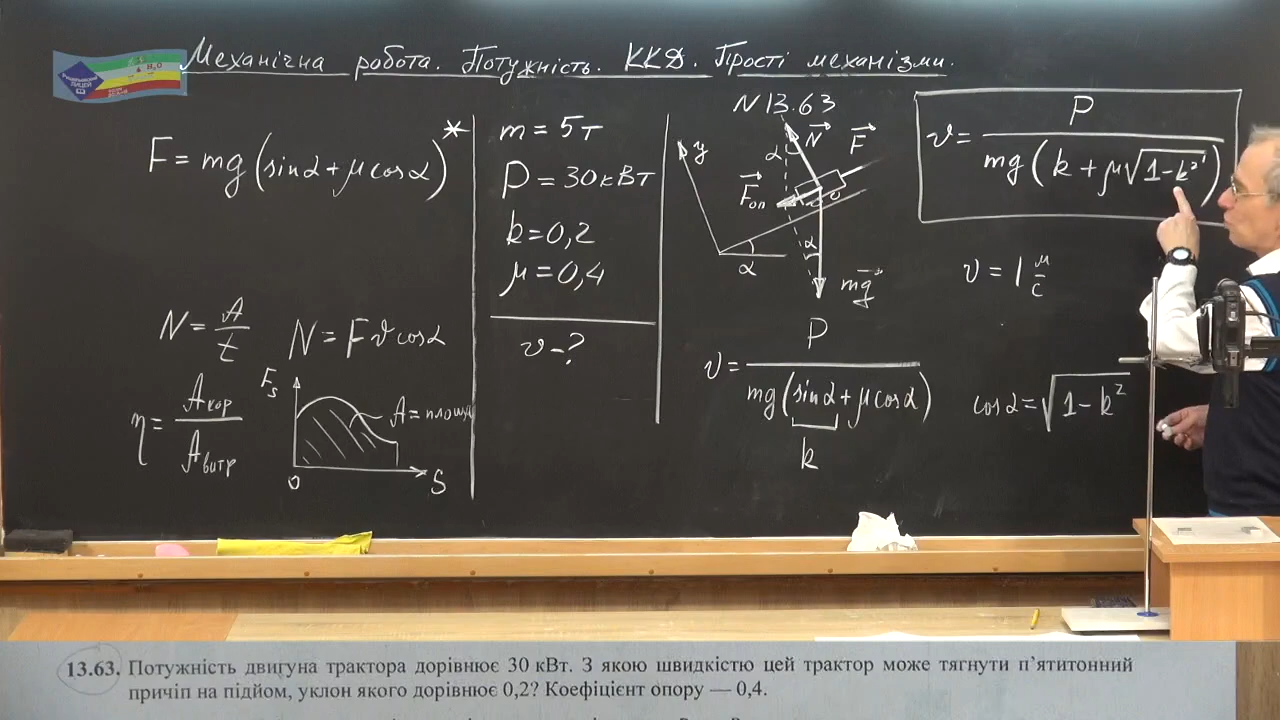 Механічна робота. Потужність. ККД. Прості механізми.
F = mg(sinα + μcosα)*
N = A/t
N = Fv cosα
η = Aкор/Aвитр
Fs
A = площа
0
S
m = 5т
P = 30кВт
k = 0,2
μ = 0,4
v - ?
N 13.63
y
α
N
F
Fоп
0
α
α
mg
v = P/(mg(sinα + μcosα))
k
v = P/(mg(k + μ√(1-k²)))
v = 1 м/с
cosα = √(1-k²)
13.63. Потужність двигуна трактора дорівнює 30 кВт. З якою швидкістю цей трактор може тягнути п’ятитонний
причіп на підйом, уклон якого дорівнює 0,2? Коефіцієнт опору — 0,4.